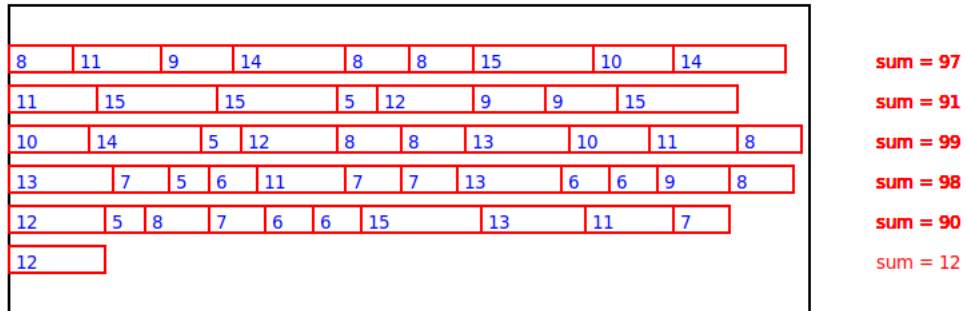 8 11 9 14 8 8 15 10 14 sum = 97
11 15 15 5 12 9 9 15 sum = 91
10 14 5 12 8 8 13 10 11 8 sum = 99
13 7 5 6 11 7 7 13 6 6 9 8 sum = 98
12 5 8 7 6 6 15 13 11 7 sum = 90
12 sum = 12